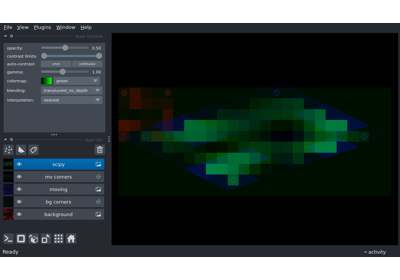 File View Plugins Window Help
opacity: 0.50
contrast limits:
auto-contrast: once continuous
gamma: 1.00
colormap: green
blending: translucent_no_depth
interpolation: nearest
scipy
mv corners
moving
bg corners
background
Ready
activity